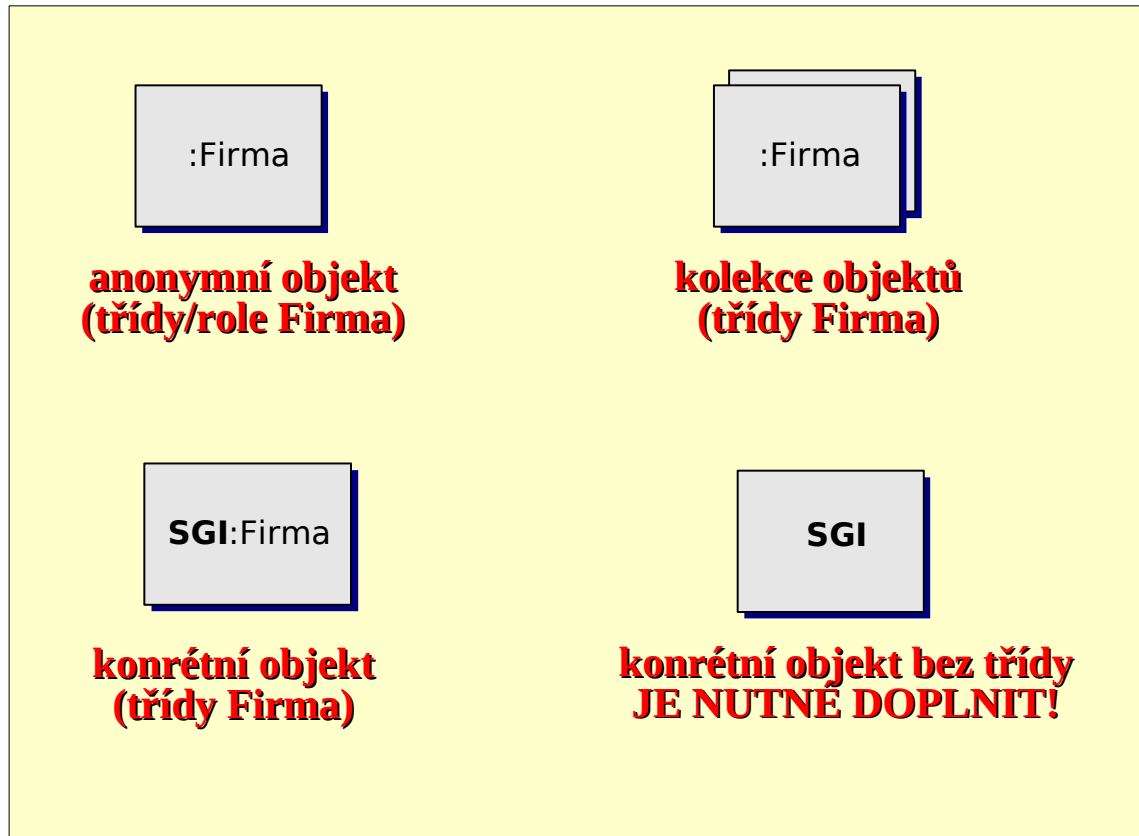 :Firma
anonymní objekt
(třídy/role Firma)
:Firma
kolekce objektů
(třídy Firma)
SGI:Firma
konrétní objekt
(třídy Firma)
SGI
konrétní objekt bez třídy
JE NUTNÉ DOPLNIT!